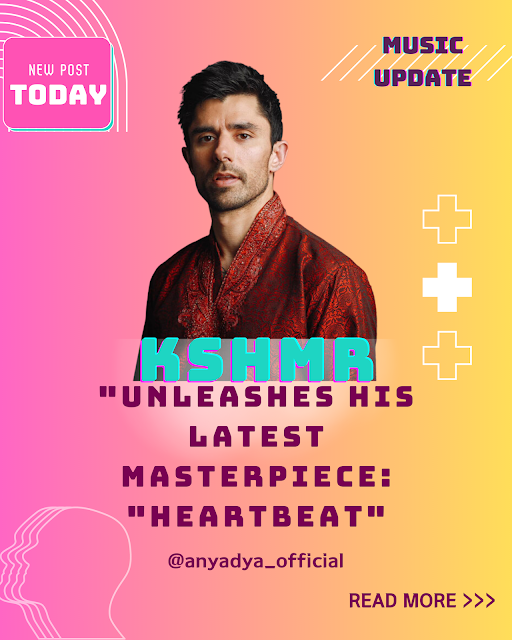 NEW POST
TODAY
MUSIC
UPDATE
KSHMR
"UNLEASHES HIS
LATEST
MASTERPIECE:
"HEARTBEAT"
@anyadya_official
READ MORE >>>